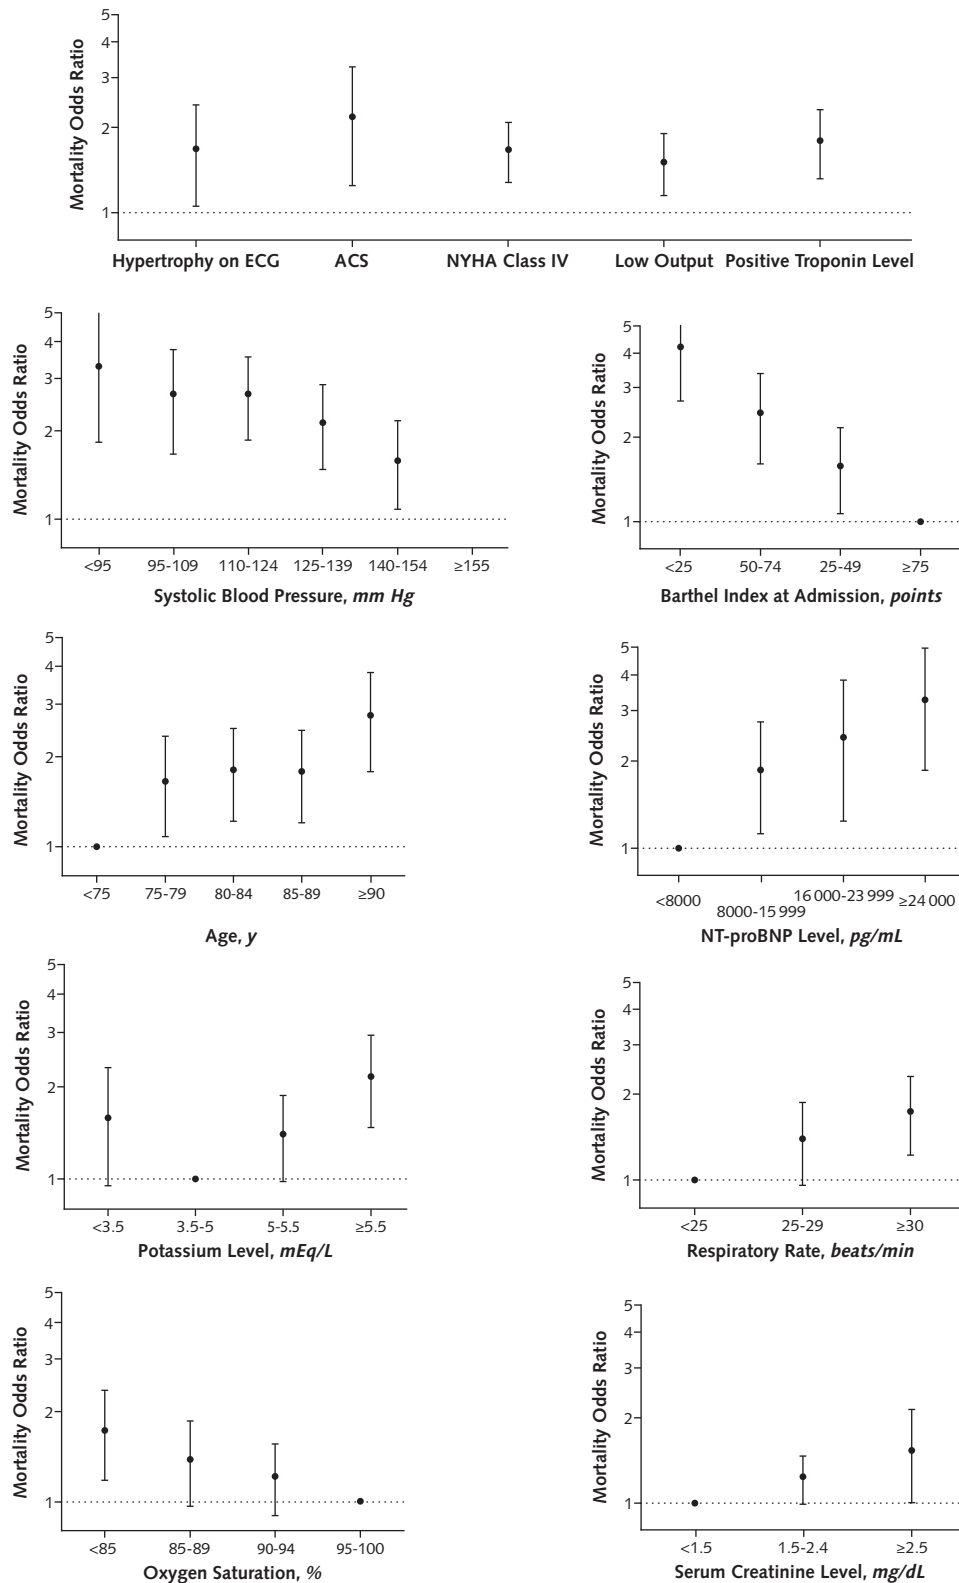 5
4
3
2
1
Mortality Odds Ratio
Hypertrophy on ECG ACS NYHA Class IV Low Output Positive Troponin Level
5
4
3
2
1
Mortality Odds Ratio
<95 95-109 110-124 125-139 140-154 ≥155
Systolic Blood Pressure, mm Hg
5
4
3
2
1
Mortality Odds Ratio
<25 50-74 25-49 ≥75
Barthel Index at Admission, points
5
4
3
2
1
Mortality Odds Ratio
<75 75-79 80-84 85-89 ≥90
Age, y
5
4
3
2
1
Mortality Odds Ratio
<8000 8000-15 999 16 000-23 999 ≥24 000
NT-proBNP Level, pg/mL
5
4
3
2
1
Mortality Odds Ratio
<3.5 3.5-5 5-5.5 ≥5.5
Potassium Level, mEq/L
5
4
3
2
1
Mortality Odds Ratio
<25 25-29 ≥30
Respiratory Rate, beats/min
5
4
3
2
1
Mortality Odds Ratio
<85 85-89 90-94 95-100
Oxygen Saturation, %
5
4
3
2
1
Mortality Odds Ratio
<1.5 1.5-2.4 ≥2.5
Serum Creatinine Level, mg/dL